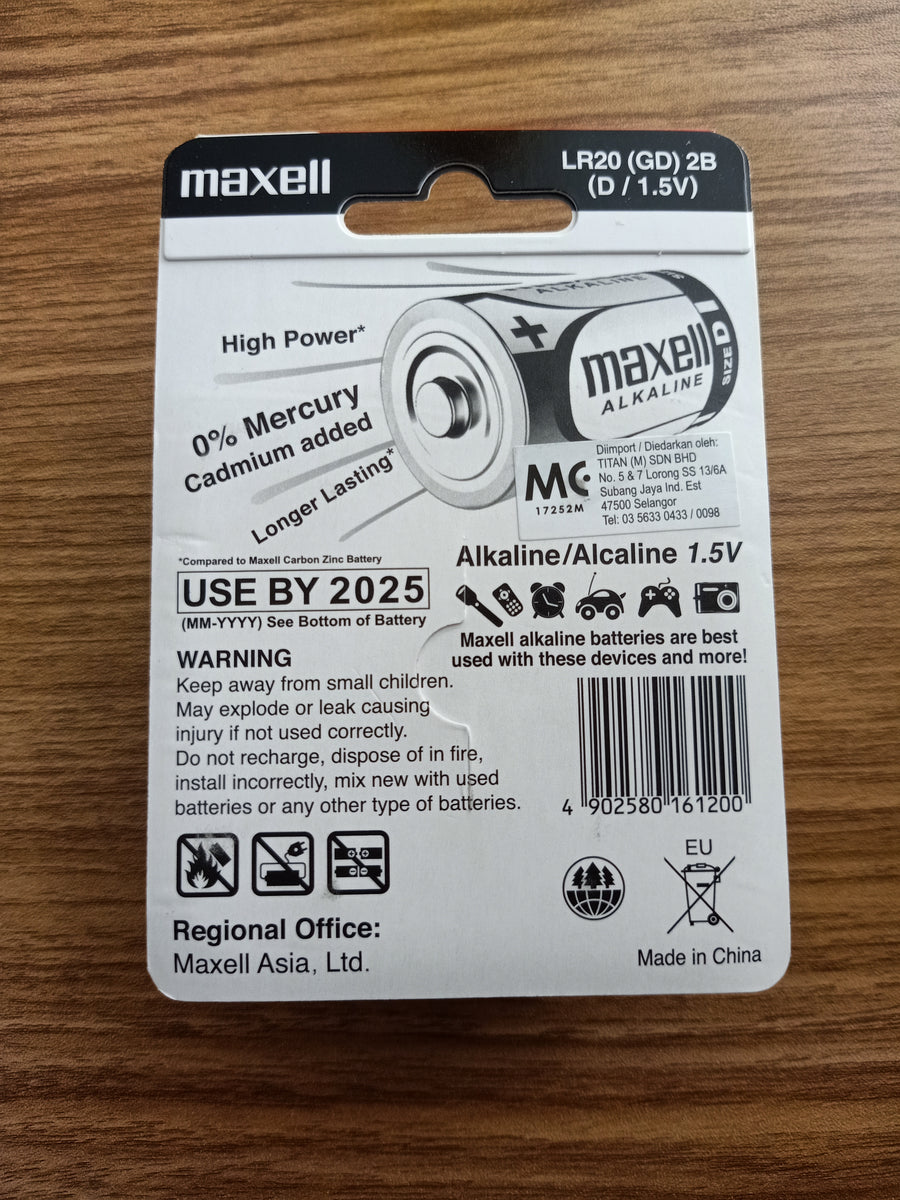 maxell
LR20 (GD) 2B
(D / 1.5V)
High Power*
0% Mercury
Cadmium added
Longer Lasting*
+
ALKALINE
maxell
ALKALINE
SIZE D
MC
17252M
Diimport / Diedarkan oleh:
TITAN (M) SDN BHD
No. 5 & 7 Lorong SS 13/6A
Subang Jaya Ind. Est
47500 Selangor
Tel: 03 5633 0433 / 0098
*Compared to Maxell Carbon Zinc Battery
USE BY 2025
(MM-YYYY) See Bottom of Battery
Alkaline/Alcaline 1.5V
Maxell alkaline batteries are best
used with these devices and more!
WARNING
Keep away from small children.
May explode or leak causing
injury if not used correctly.
Do not recharge, dispose of in fire,
install incorrectly, mix new with used
batteries or any other type of batteries.
4 902580 161200
EU
Regional Office:
Maxell Asia, Ltd.
Made in China